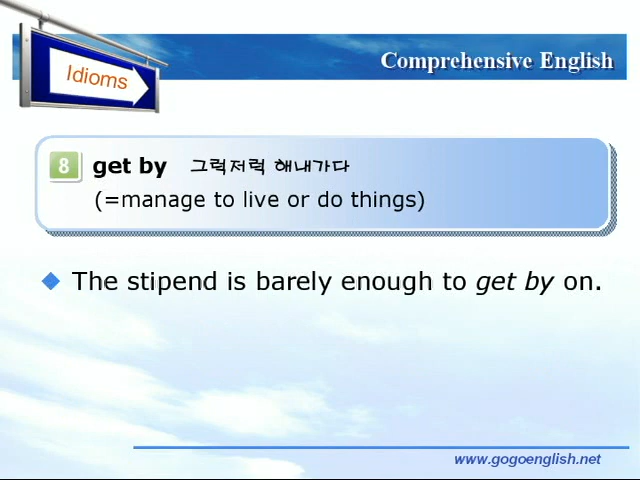 Idioms
Comprehensive English
8 get by 그럭저럭 해내가다
(=manage to live or do things)
The stipend is barely enough to get by on.
www.gogoenglish.net